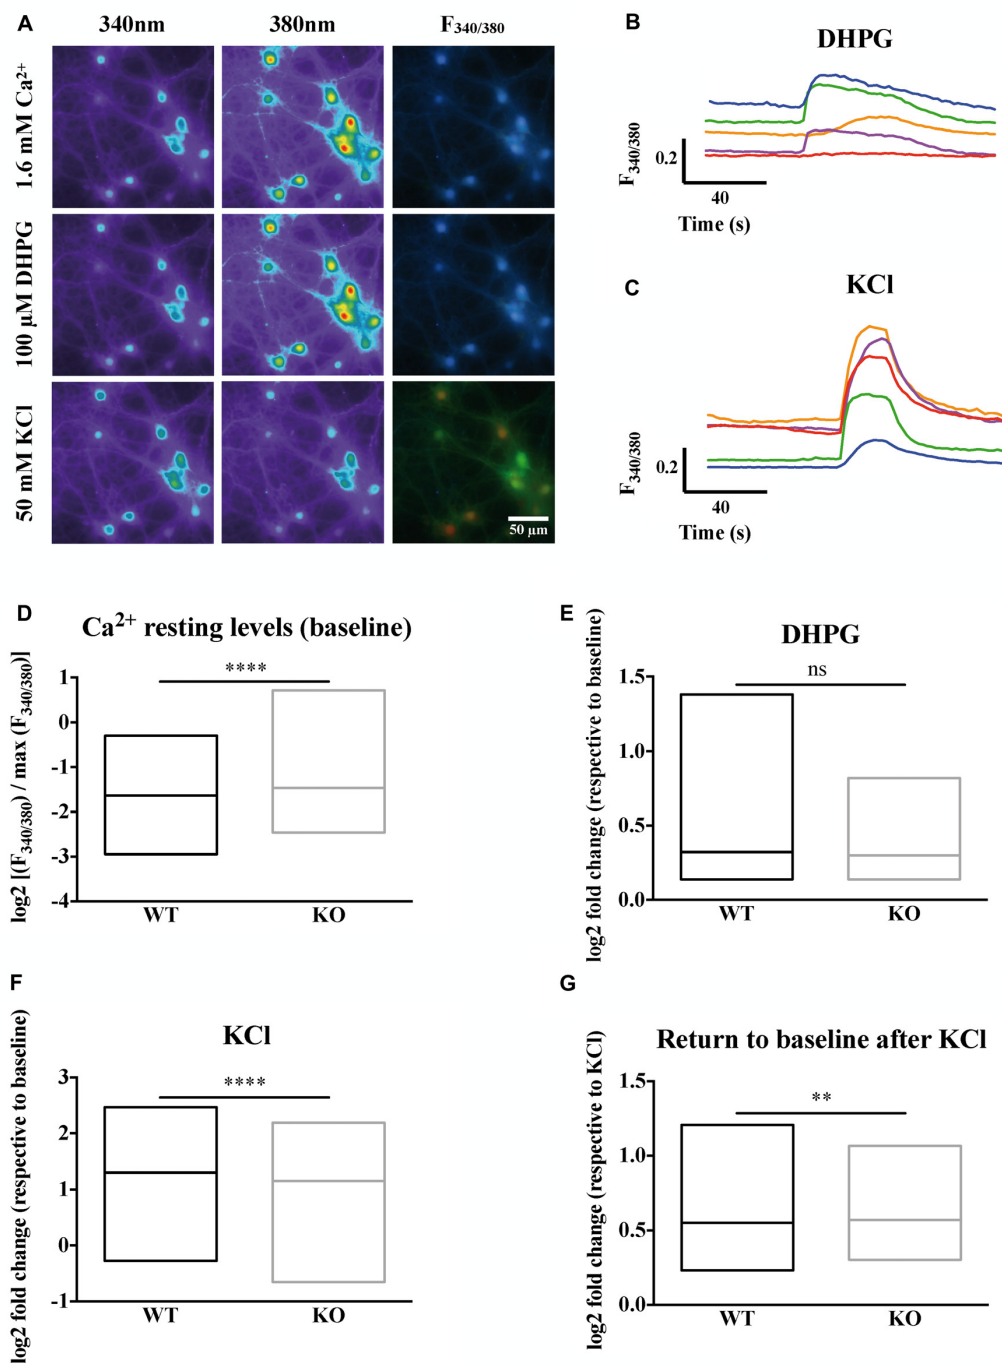 A
340nm 380nm F340/380
1.6 mM Ca2+
100 µM DHPG
50 mM KCl
50 µm
B
DHPG
F340/380
0.2
40
Time (s)
C
KCl
F340/380
0.2
40
Time (s)
D
Ca2+ resting levels (baseline)
log2 [(F340/380) / max (F340/380)]
****
1
0
-1
-2
-3
-4
WT KO
E
DHPG
log2 fold change (respective to baseline)
ns
1.5
1.0
0.5
0.0
WT KO
F
KCl
log2 fold change (respective to baseline)
****
3
2
1
0
-1
WT KO
G
Return to baseline after KCl
log2 fold change (respective to KCl)
**
1.5
1.0
0.5
0.0
WT KO